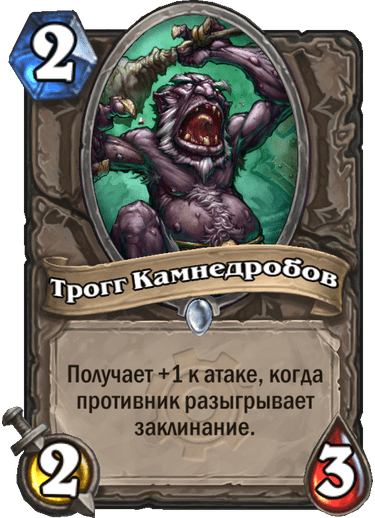 2
Трогг Камнедробов
Получает +1 к атаке, когда
противник разыгрывает
заклинание.
2
3